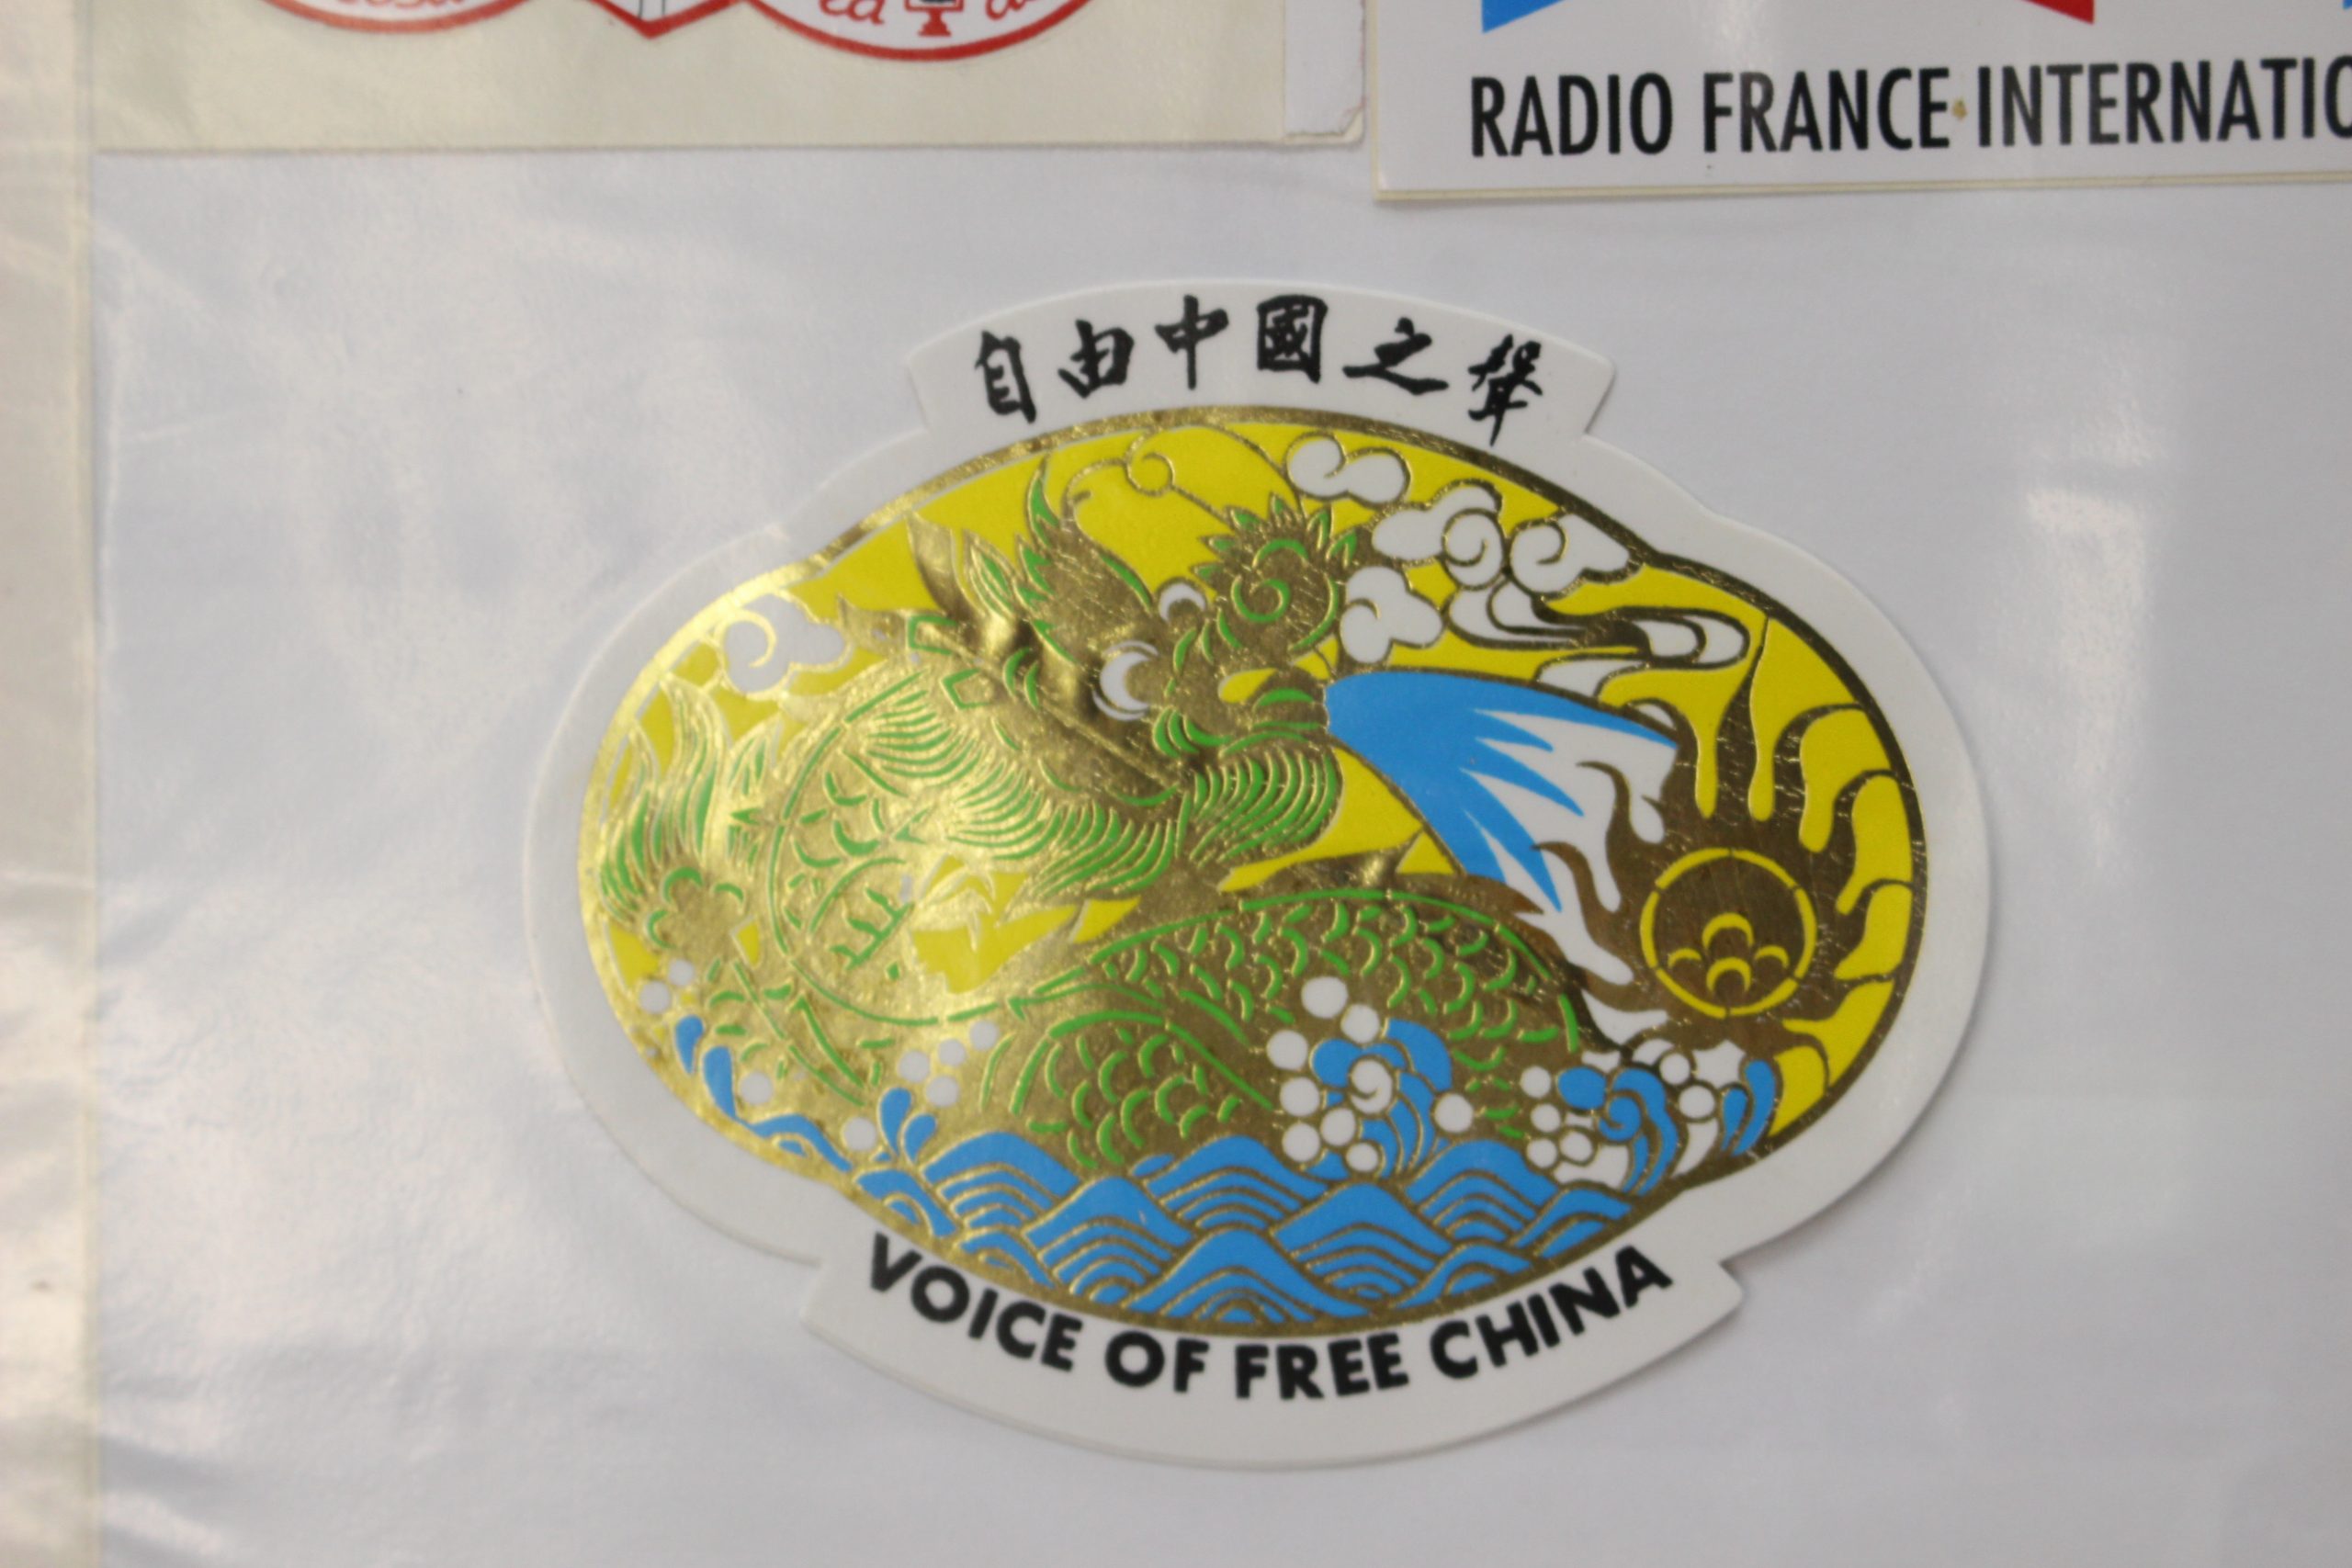 RADIO FRANCE INTERNATIO
自由中國之聲
VOICE OF FREE CHINA